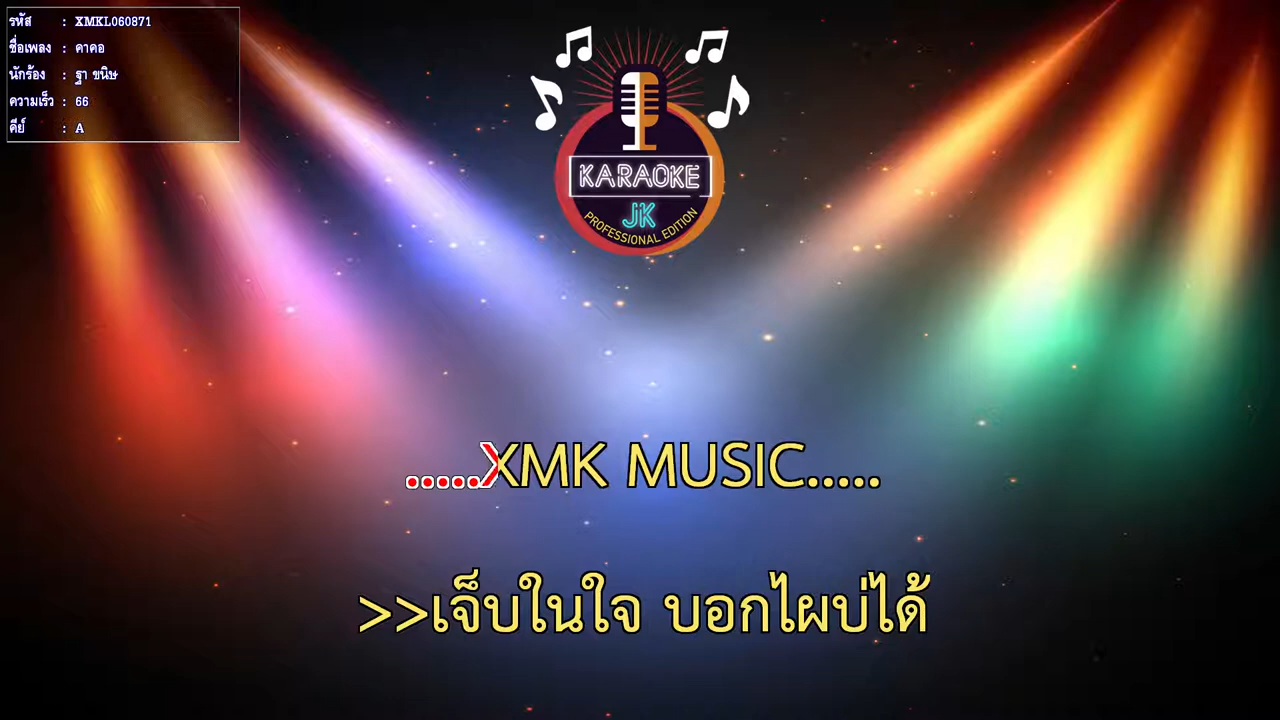 รหัส : XMKL060871
ชื่อเพลง : คาคอ
นักร้อง : ฐา ขนิษ
ความเร็ว : 66
คีย์ : A
KARAOKE
JK
PROFESSIONAL EDITION
.....XMK MUSIC.....
>>เจ็บในใจ บอกไผบ่ได้